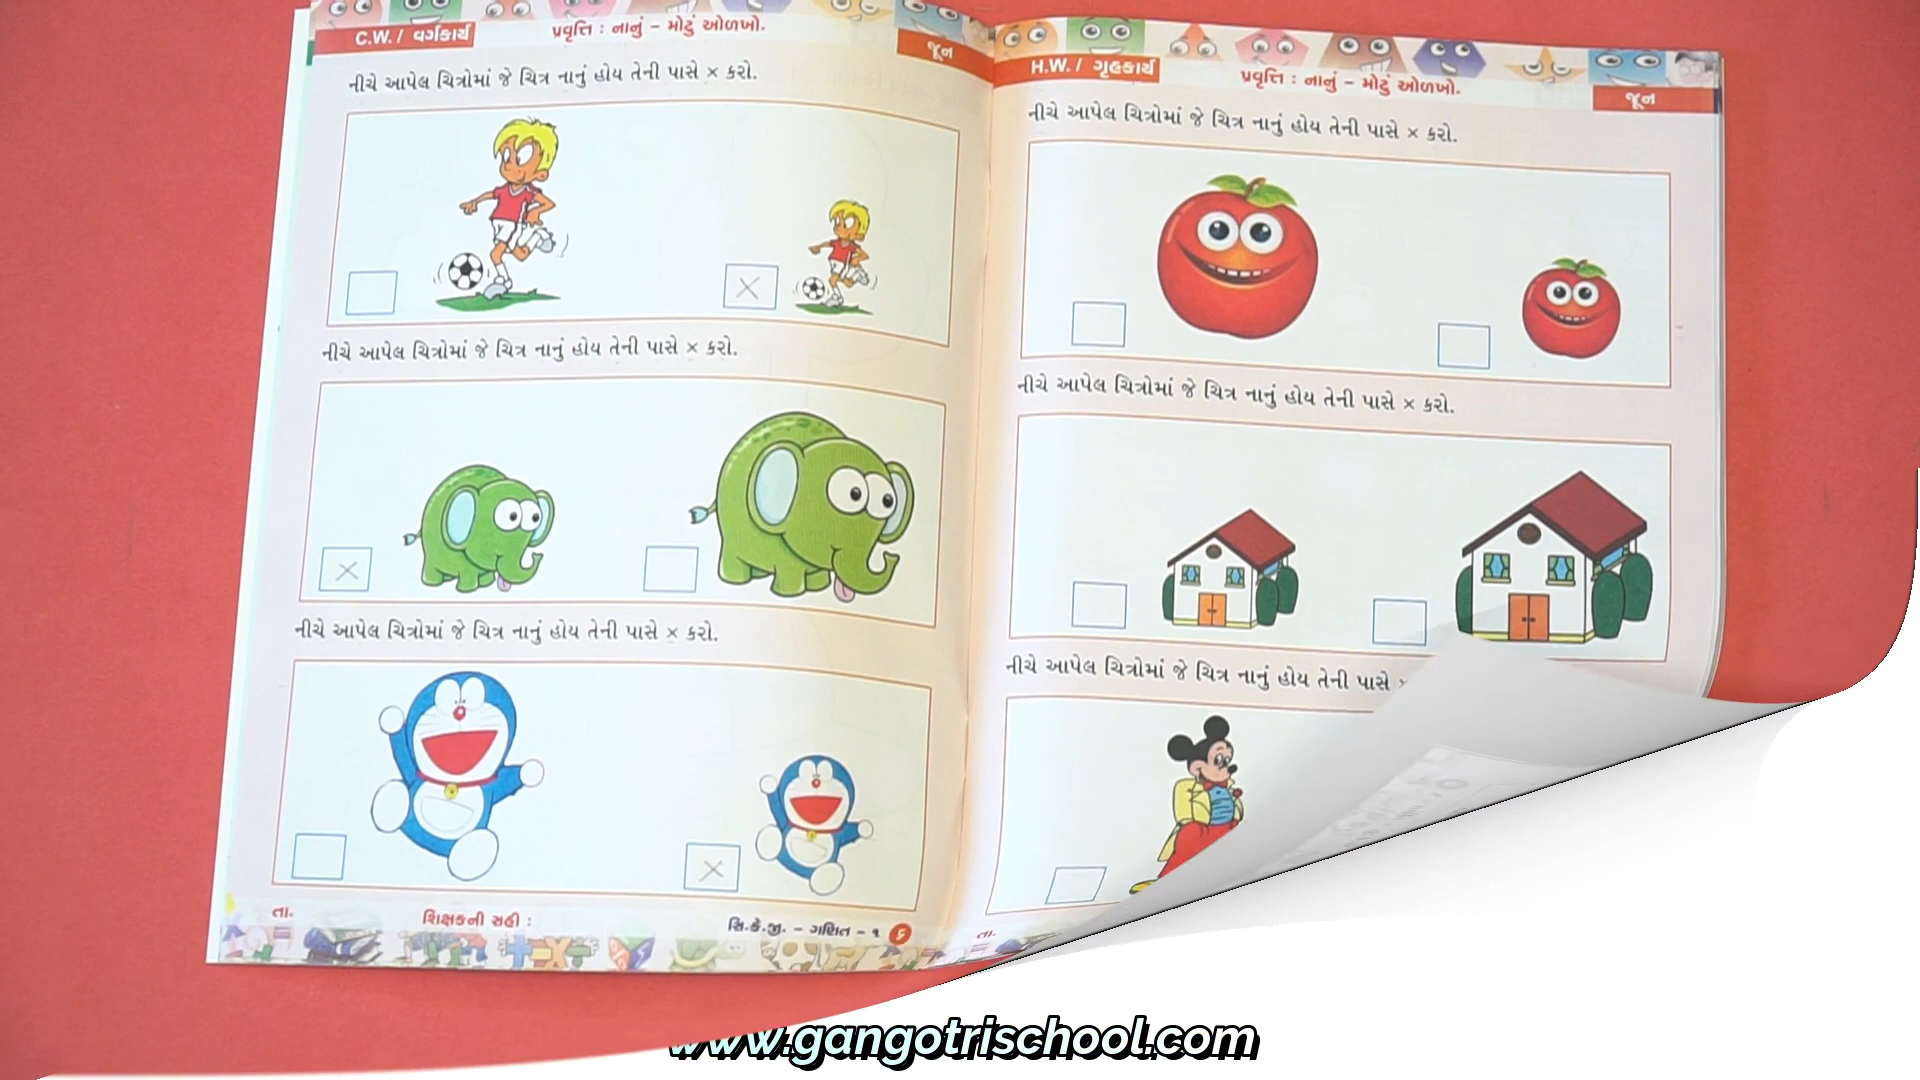 C.W. / વર્ગકાર્ય
પ્રવૃત્તિ : નાનું – મોટું ઓળખો.
જૂન
નીચે આપેલ ચિત્રોમાં જે ચિત્ર નાનું હોય તેની પાસે × કરો.
નીચે આપેલ ચિત્રોમાં જે ચિત્ર નાનું હોય તેની પાસે × કરો.
નીચે આપેલ ચિત્રોમાં જે ચિત્ર નાનું હોય તેની પાસે × કરો.
તા.
શિક્ષકની સહી :
સિ.કે.જી. – ગણિત – ૧
૬
H.W. / ગૃહકાર્ય
પ્રવૃત્તિ : નાનું – મોટું ઓળખો.
જૂન
નીચે આપેલ ચિત્રોમાં જે ચિત્ર નાનું હોય તેની પાસે × કરો.
નીચે આપેલ ચિત્રોમાં જે ચિત્ર નાનું હોય તેની પાસે × કરો.
નીચે આપેલ ચિત્રોમાં જે ચિત્ર નાનું હોય તેની પાસે
તા.
www.gangotrischool.com